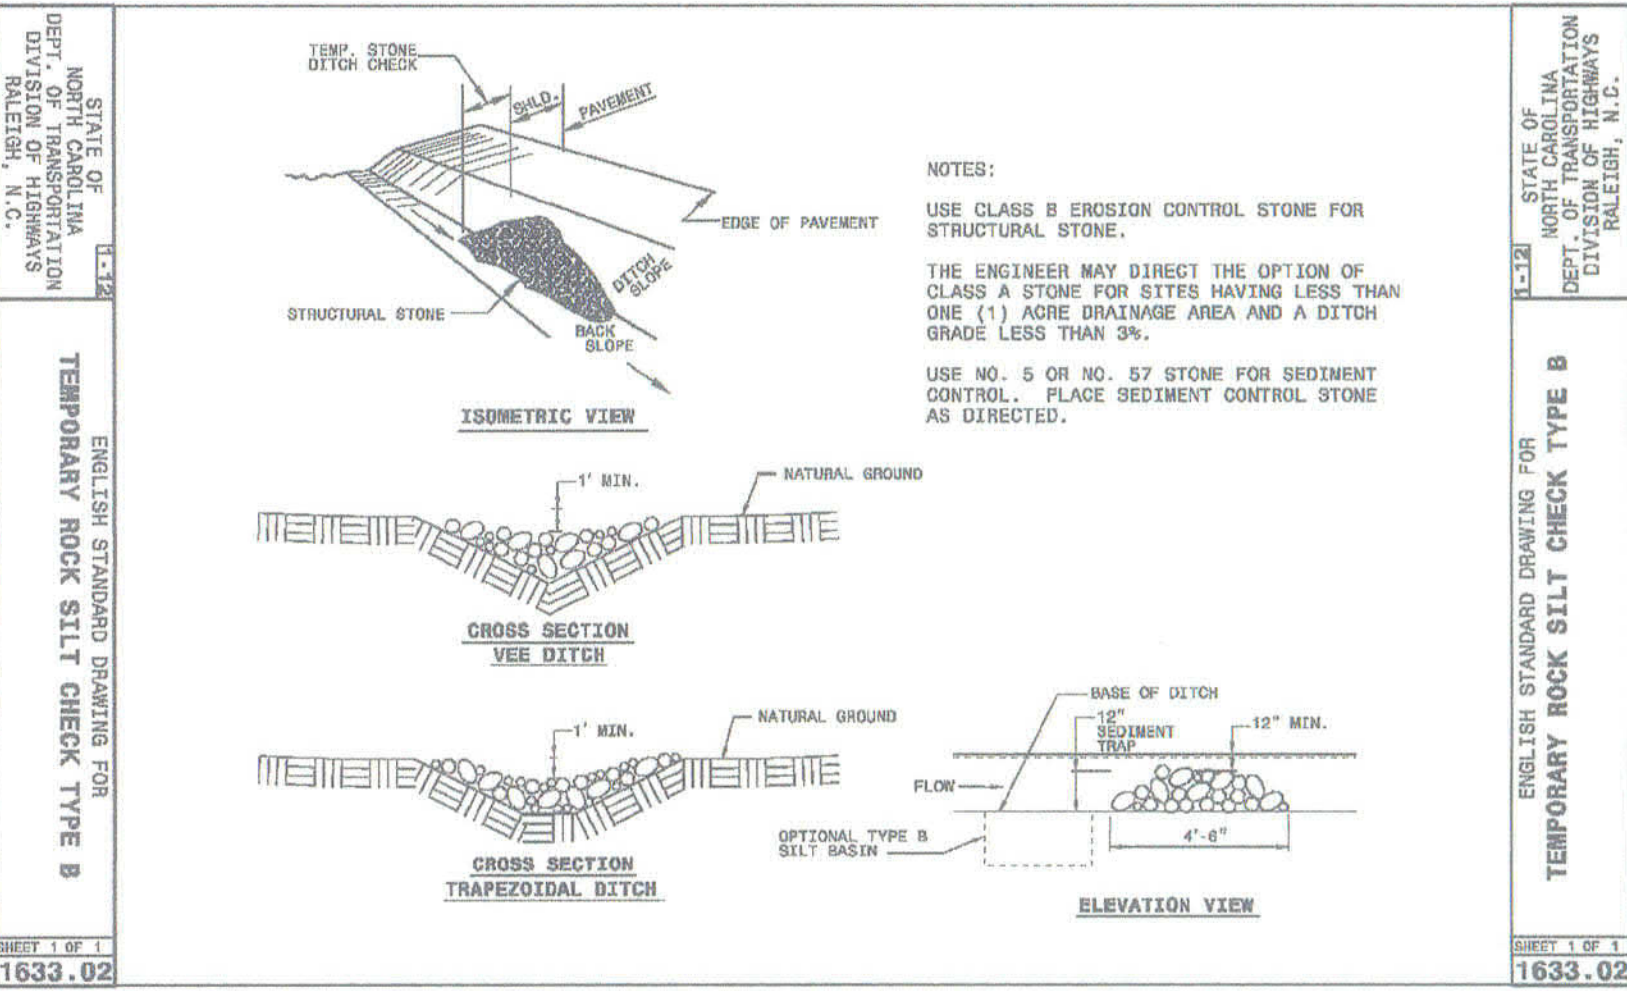 STATE OF
NORTH CAROLINA
DEPT. OF TRANSPORTATION
DIVISION OF HIGHWAYS
RALEIGH, N.C.
1-12
ENGLISH STANDARD DRAWING FOR
TEMPORARY ROCK SILT CHECK TYPE B
SHEET 1 OF 1
1633.02
TEMP. STONE
DITCH CHECK
SHLD.
PAVEMENT
EDGE OF PAVEMENT
DITCH
SLOPE
STRUCTURAL STONE
BACK
SLOPE
ISOMETRIC VIEW
NOTES:
USE CLASS B EROSION CONTROL STONE FOR
STRUCTURAL STONE.
THE ENGINEER MAY DIRECT THE OPTION OF
CLASS A STONE FOR SITES HAVING LESS THAN
ONE (1) ACRE DRAINAGE AREA AND A DITCH
GRADE LESS THAN 3%.
USE NO. 5 OR NO. 57 STONE FOR SEDIMENT
CONTROL. PLACE SEDIMENT CONTROL STONE
AS DIRECTED.
1' MIN.
NATURAL GROUND
CROSS SECTION
VEE DITCH
1' MIN.
NATURAL GROUND
CROSS SECTION
TRAPEZOIDAL DITCH
BASE OF DITCH
12"
SEDIMENT
TRAP
12" MIN.
FLOW
OPTIONAL TYPE B
SILT BASIN
4'-6"
ELEVATION VIEW
STATE OF
NORTH CAROLINA
DEPT. OF TRANSPORTATION
DIVISION OF HIGHWAYS
RALEIGH, N.C.
1-12
ENGLISH STANDARD DRAWING FOR
TEMPORARY ROCK SILT CHECK TYPE B
SHEET 1 OF 1
1633.02